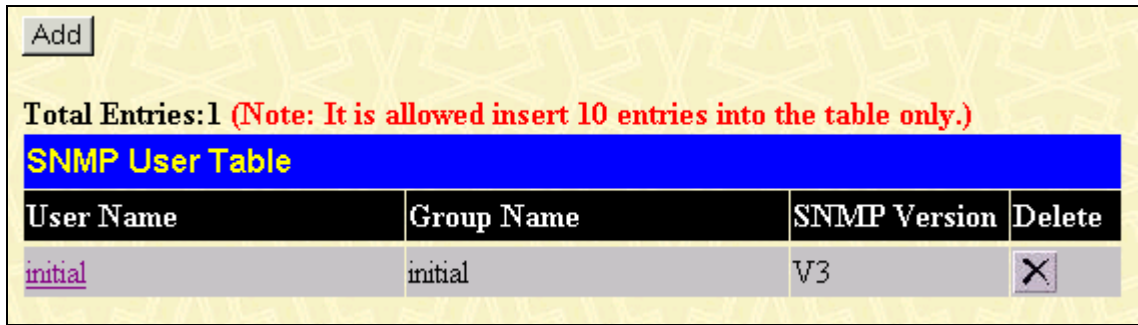 Add
Total Entries:1 (Note: It is allowed insert 10 entries into the table only.)
SNMP User Table
User Name Group Name SNMP Version Delete
initial initial V3